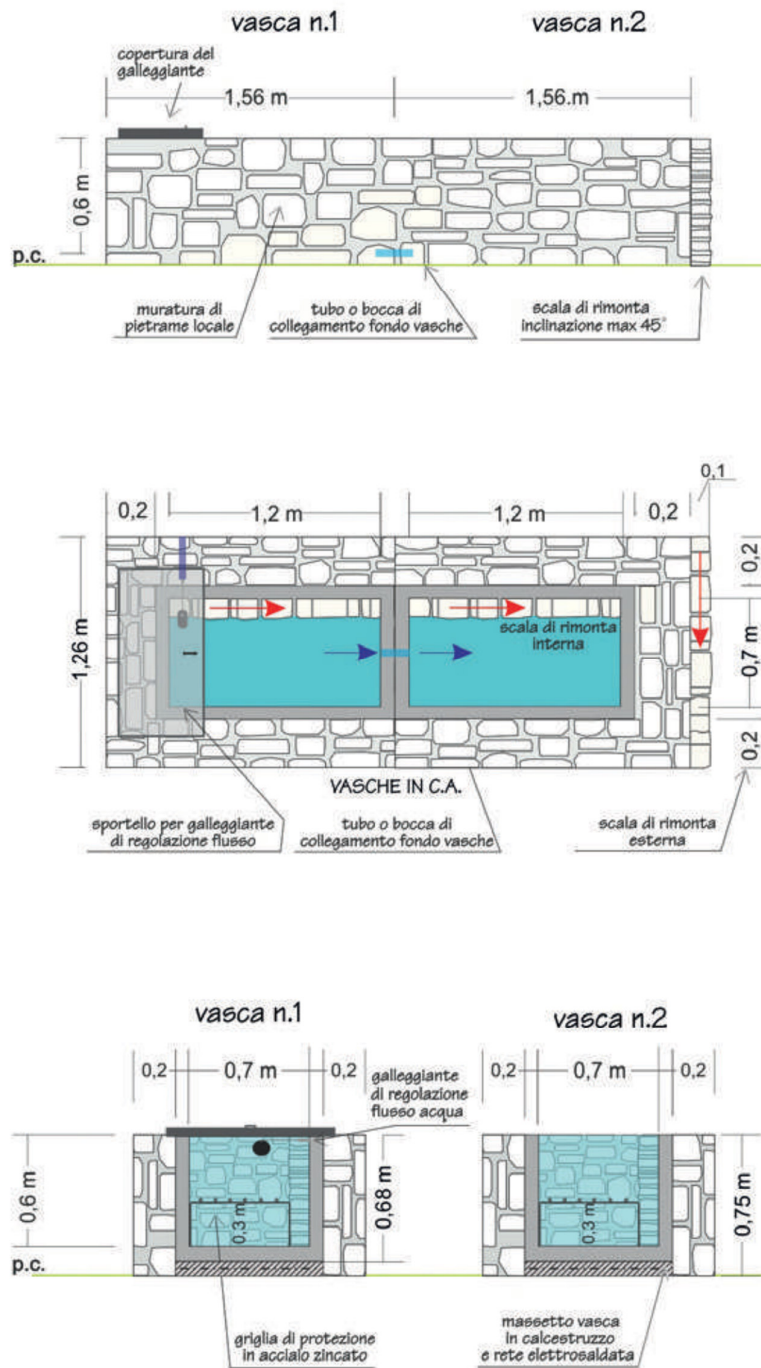 vasca n.1
vasca n.2
copertura del
galleggiante
1,56 m
1,56.m
0,6 m
p.c.
muratura di
pietrame locale
tubo o bocca di
collegamento fondo vasche
scala di rimonta
inclinazione max 45°
0,2
1,2 m
1,2 m
0,2
0,1
0,2
1,26 m
scala di rimonta
interna
0,7 m
0,2
VASCHE IN C.A.
sportello per galleggiante
di regolazione flusso
tubo o bocca di
collegamento fondo vasche
scala di rimonta
esterna
vasca n.1
vasca n.2
0,2
0,7 m
0,2
galleggiante
di regolazione
flusso acqua
0,2
0,7 m
0,2
0,6 m
0,3 m
0,68 m
0,3 m
0,75 m
p.c.
griglia di protezione
in acciaio zincato
massetto vasca
in calcestruzzo
e rete elettrosaldata